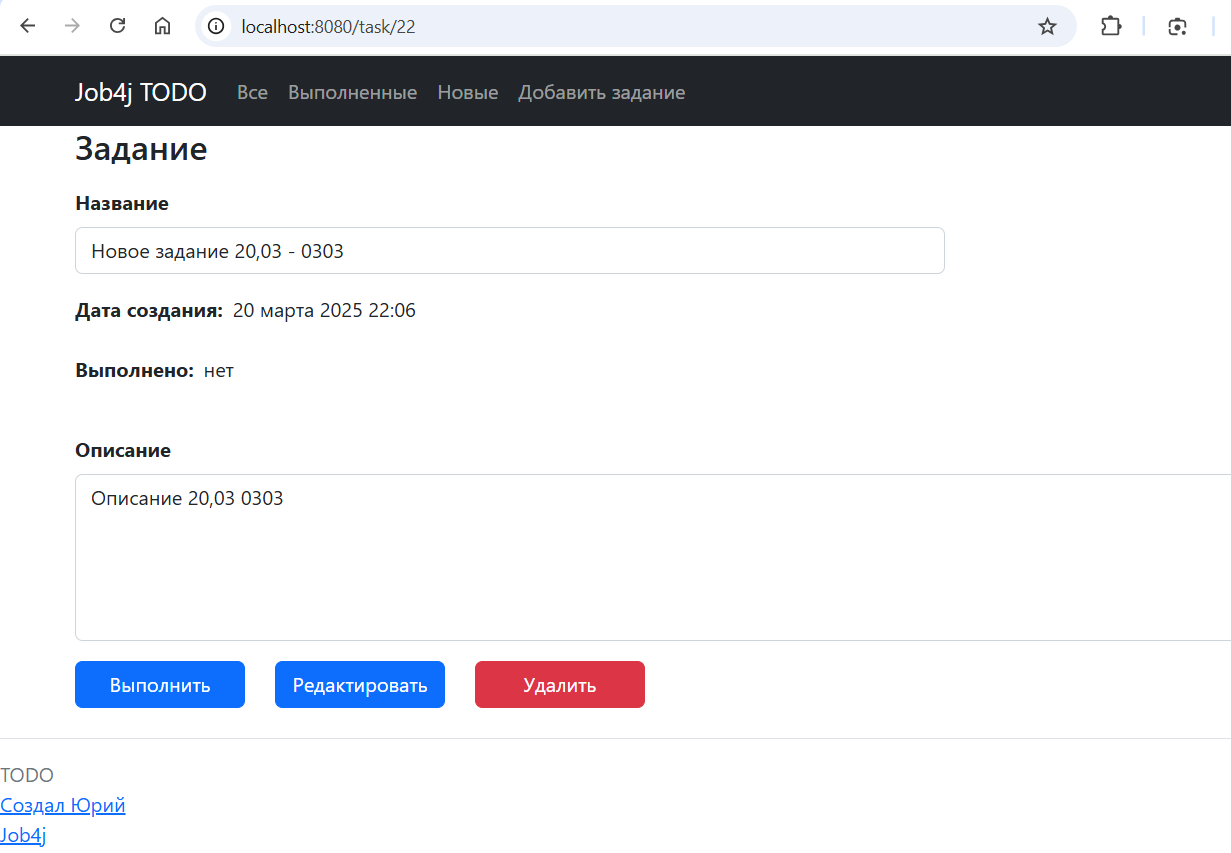 localhost:8080/task/22
Job4j TODO Все Выполненные Новые Добавить задание
Задание
Название
Новое задание 20,03 - 0303
Дата создания: 20 марта 2025 22:06
Выполнено: нет
Описание
Описание 20,03 0303
Выполнить Редактировать Удалить
TODO
Создал Юрий
Job4j